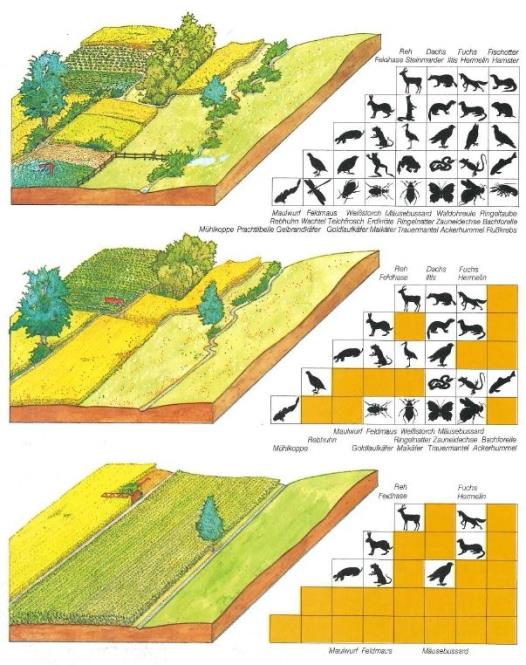 Reh Dachs Fuchs Fischotter
Feldhase Steinmarder Iltis Hermelin Hamster
Maulwurf Feldmaus Weißstorch Mäusebussard Waldohreule Ringeltaube
Rebhuhn Wachtel Teichfrosch Erdkröte Ringelnatter Zauneidechse Bachforelle
Mühlkoppe Prachtlibelle Gelbrandkäfer Goldlaufkäfer Maikäfer Trauermantel Ackerhummel Flußkrebs
Reh Dachs Fuchs
Feldhase Iltis Hermelin
Maulwurf Feldmaus Weißstorch Mäusebussard
Rebhuhn Ringelnatter Zauneidechse Bachforelle
Mühlkoppe Goldlaufkäfer Maikäfer Trauermantel Ackerhummel
Reh Fuchs
Feldhase Hermelin
Maulwurf Feldmaus Mäusebussard